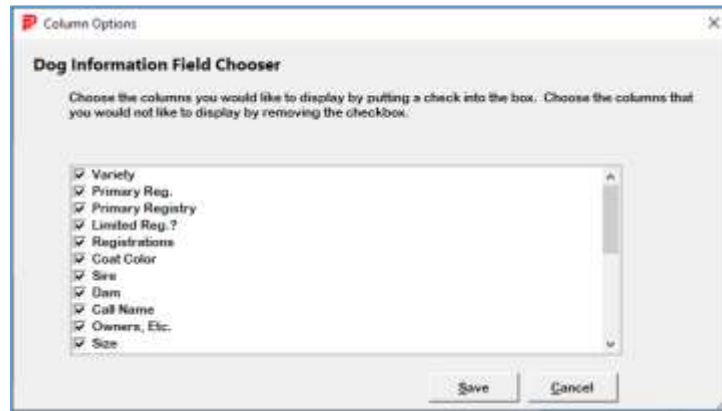 Column Options
Dog Information Field Chooser
Choose the columns you would like to display by putting a check into the box. Choose the columns that
you would not like to display by removing the checkbox.
Variety
Primary Reg.
Primary Registry
Limited Reg.?
Registrations
Coat Color
Sire
Dam
Call Name
Owners, Etc.
Size
Save
Cancel